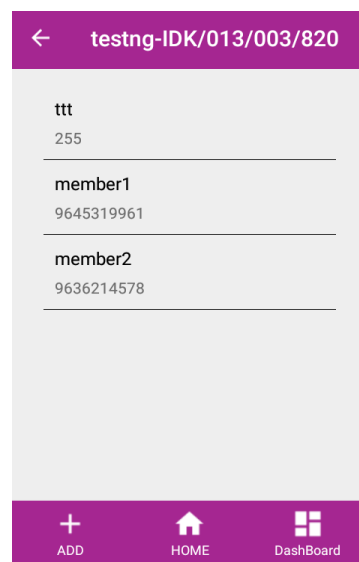 testng-IDK/013/003/820
ttt
255
member1
9645319961
member2
9636214578
ADD HOME DashBoard